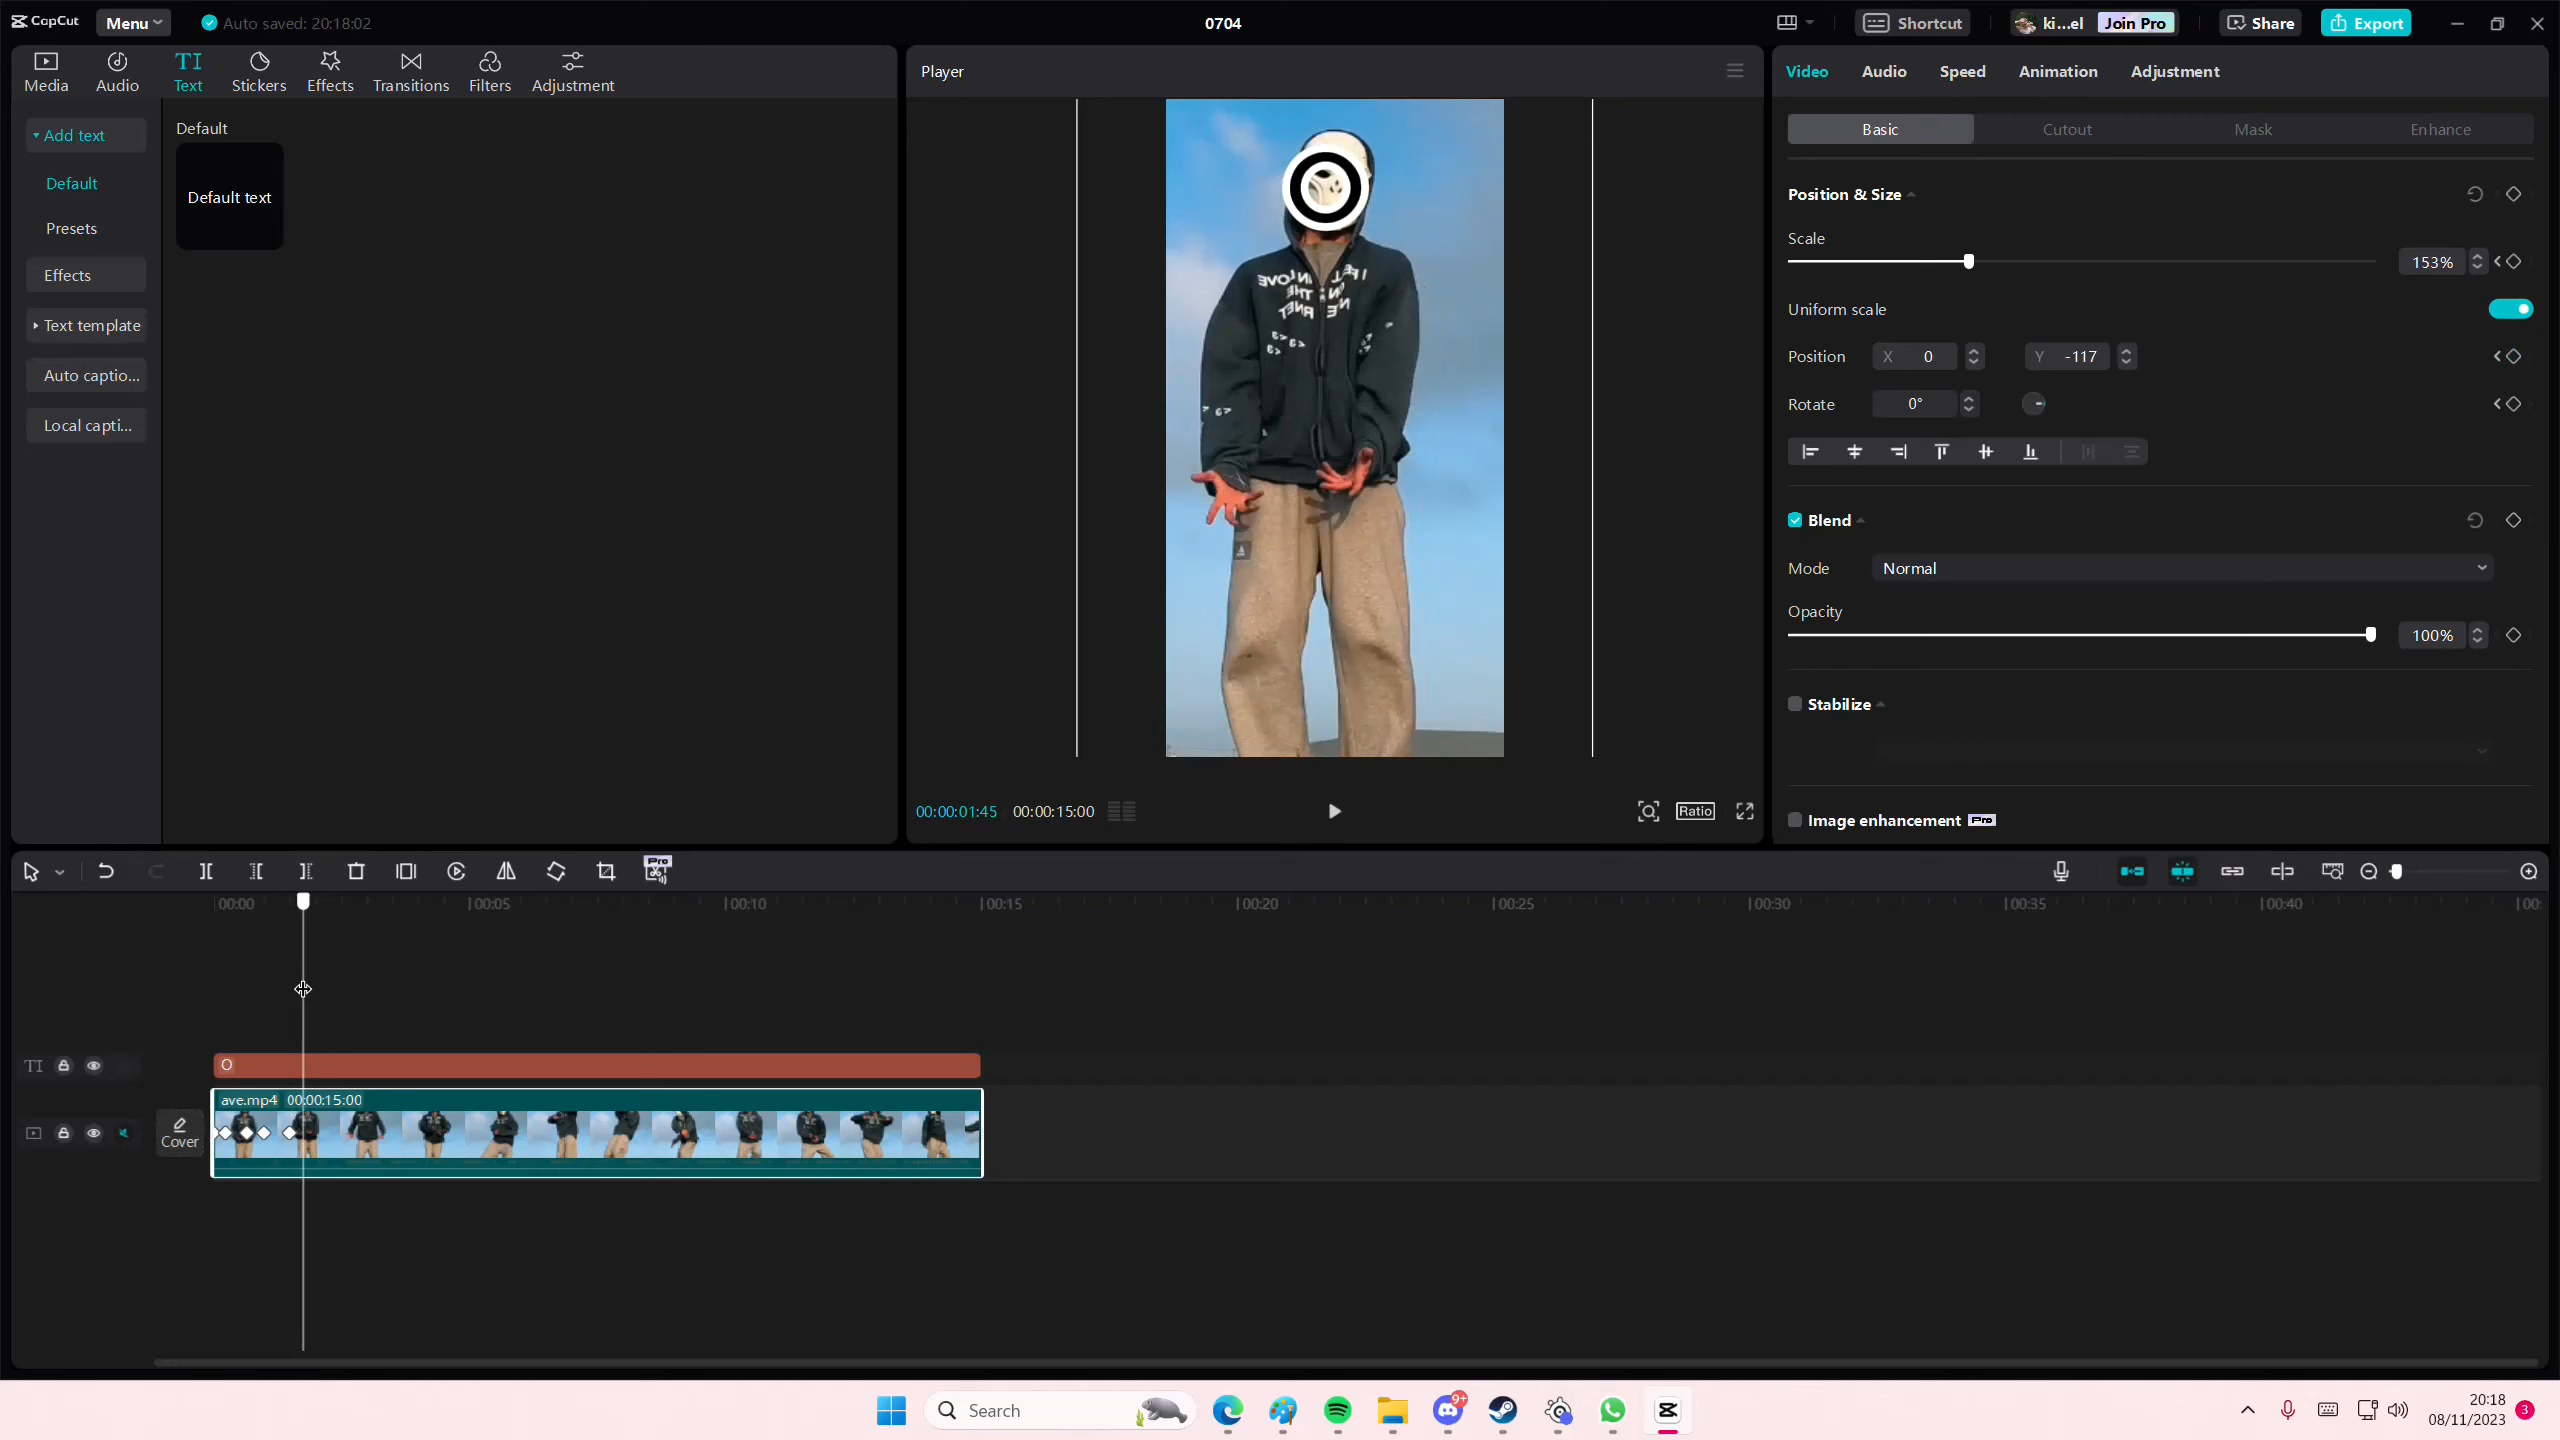 CapCut
Menu
Auto saved: 20:18:02
0704
Shortcut
ki...el
Join Pro
Share
Export
Media
Audio
Text
Stickers
Effects
Transitions
Filters
Adjustment
Add text
Default
Presets
Effects
Text template
Auto captio...
Local capti...
Default
Default text
Player
00:00:01:45
00:00:15:00
Ratio
Video
Audio
Speed
Animation
Adjustment
Basic
Cutout
Mask
Enhance
Position & Size
Scale
153%
Uniform scale
Position
X 0
Y -117
Rotate
0°
Blend
Mode
Normal
Opacity
100%
Stabilize
Image enhancement Pro
Pro
00:00
00:05
00:10
00:15
00:20
00:25
00:30
00:35
00:40
00:
TI
O
Cover
ave.mp4 00:00:15:00
Search
9+
20:18
08/11/2023
3